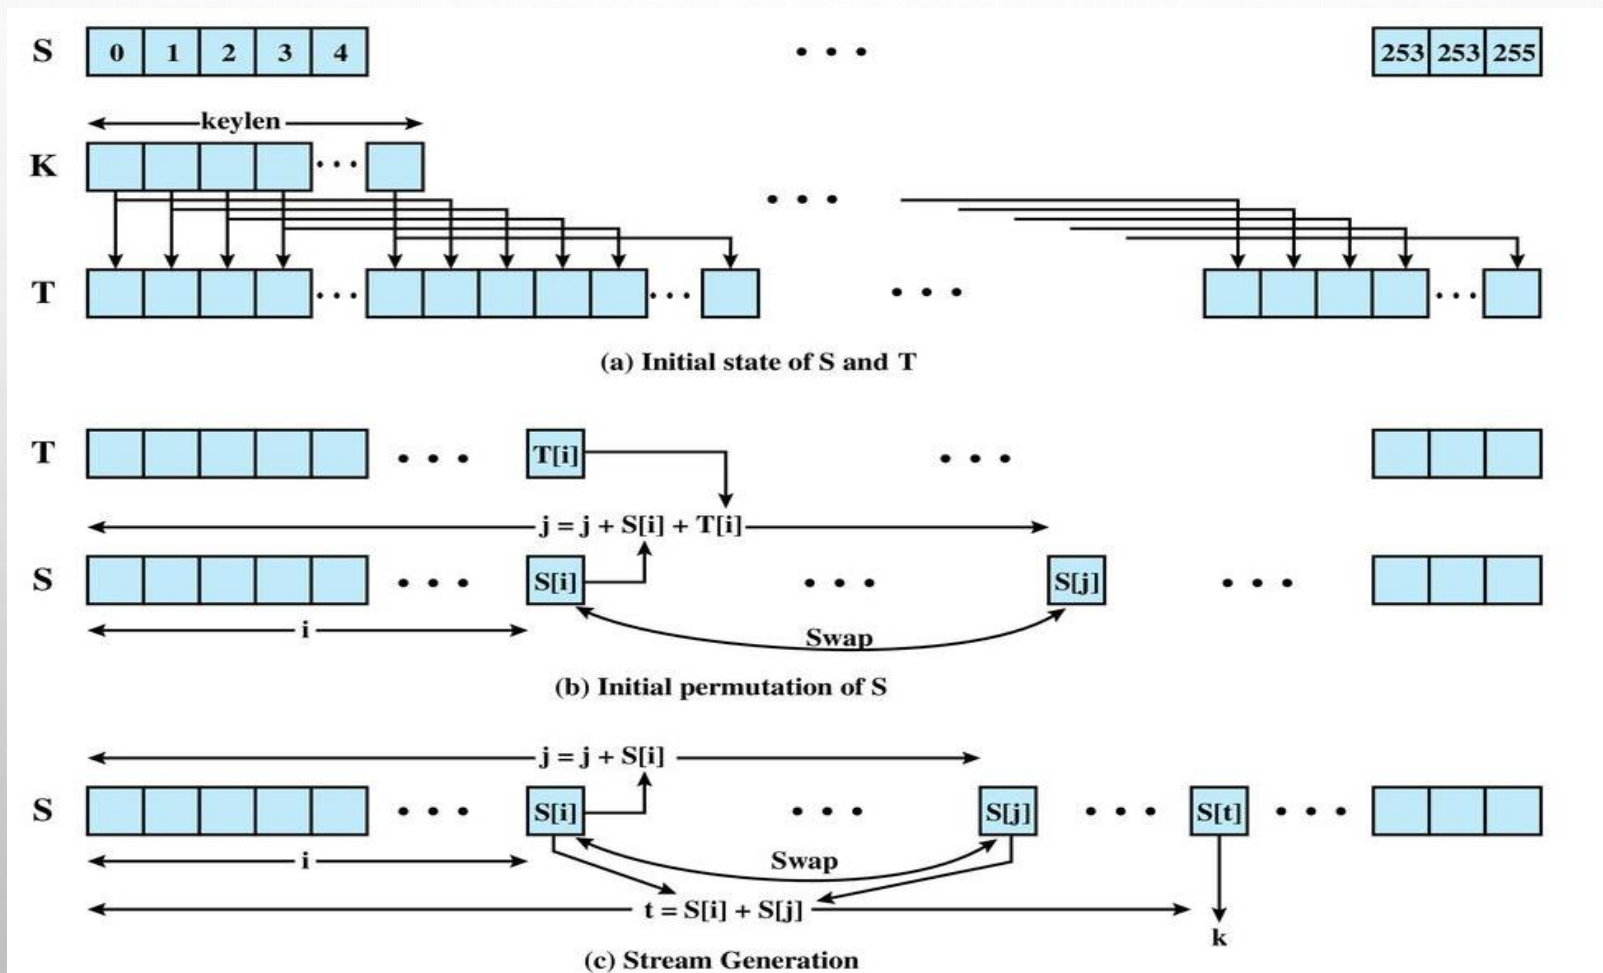 S 0 1 2 3 4 • • • 253 253 255
keylen
K • • •
• • •
T • • • • • • • • • • • •
(a) Initial state of S and T
T • • • T[i] • • •
j = j + S[i] + T[i]
S • • • S[i] • • • S[j] • • •
i
Swap
(b) Initial permutation of S
j = j + S[i]
S • • • S[i] • • • S[j] • • • S[t] • • •
i
Swap
t = S[i] + S[j]
k
(c) Stream Generation